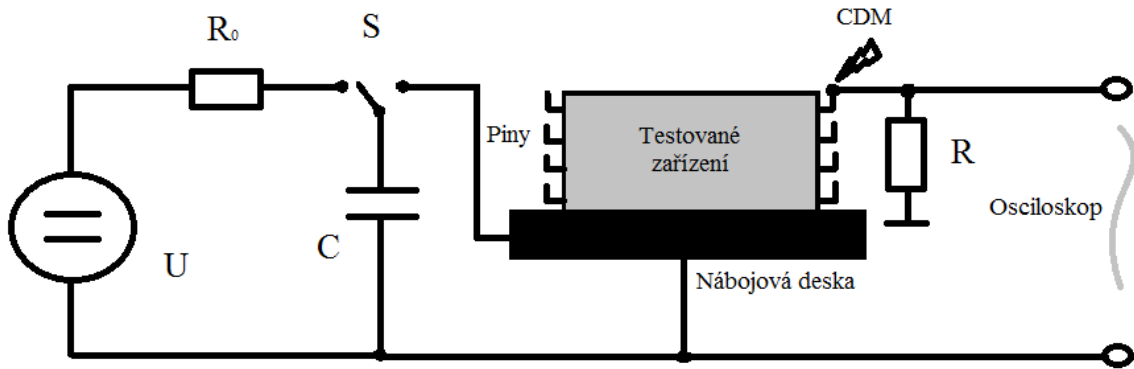 CDM
R₀
S
Piny
Testované
zařízení
R
Osciloskop
U
C
Nábojová deska